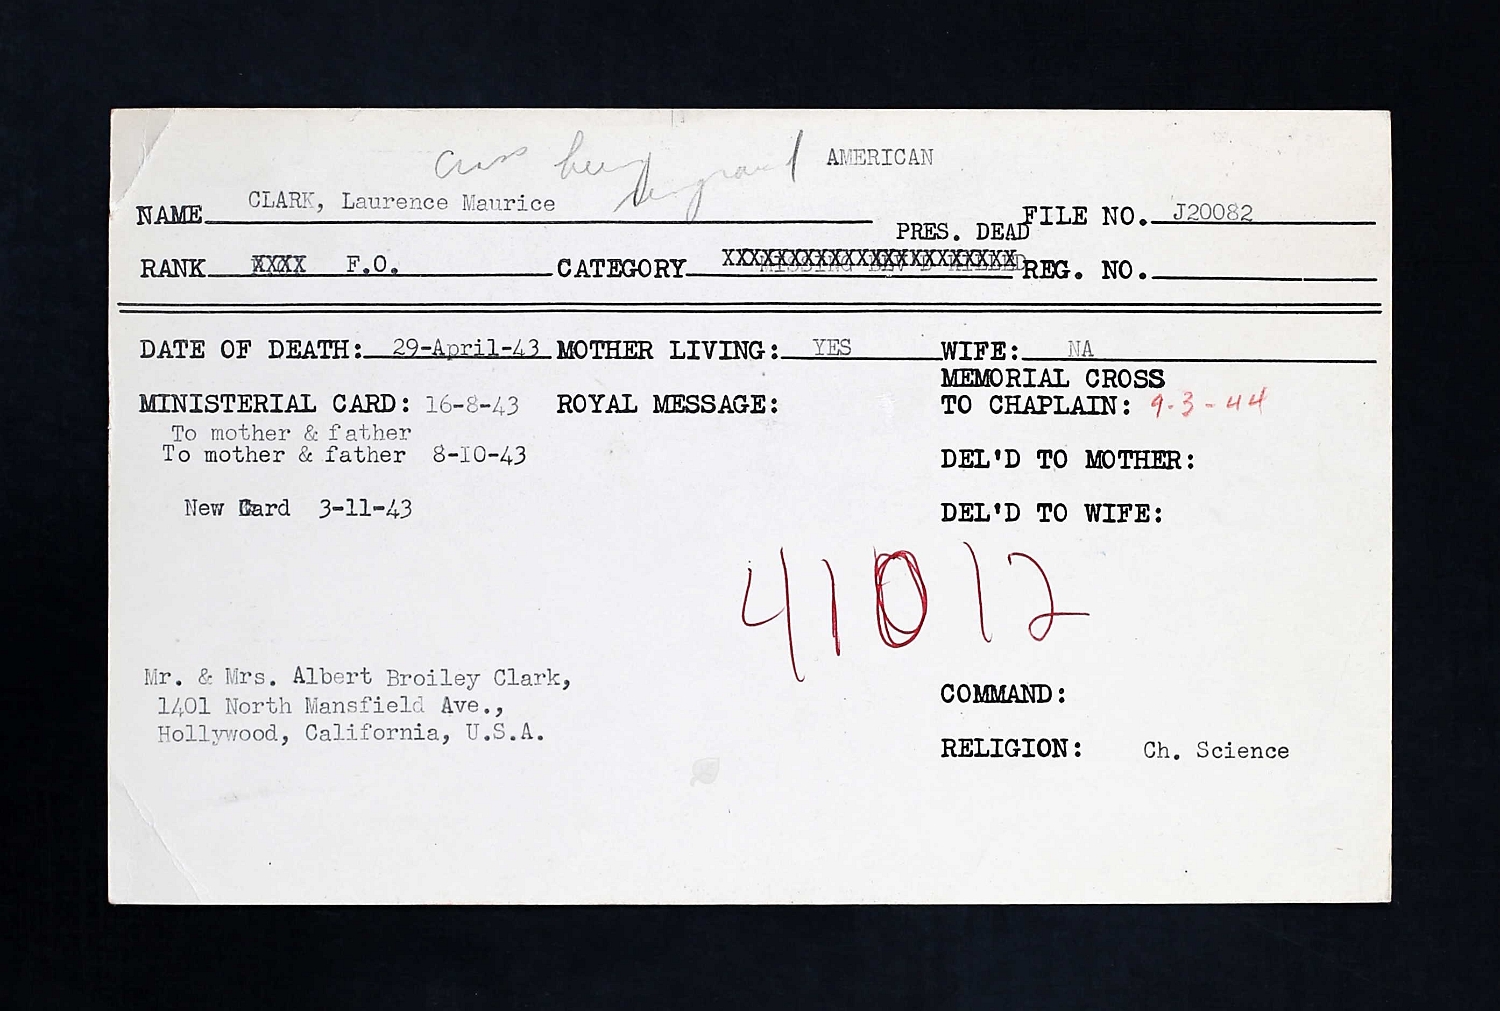 Cross being engraved AMERICAN
NAME CLARK, Laurence Maurice FILE NO. J20082
PRES. DEAD
RANK XXXX F.O. CATEGORY XXXXXXXXXXXXXXXXXXXXXX REG. NO.
DATE OF DEATH: 29-April-43 MOTHER LIVING: YES WIFE: NA
MEMORIAL CROSS
MINISTERIAL CARD: 16-8-43 ROYAL MESSAGE: TO CHAPLAIN: 9-3-44
To mother & father
To mother & father 8-10-43 DEL'D TO MOTHER:
New Card 3-11-43 DEL'D TO WIFE:
41012
Mr. & Mrs. Albert Broiley Clark,
1401 North Mansfield Ave., COMMAND:
Hollywood, California, U.S.A.
RELIGION: Ch. Science